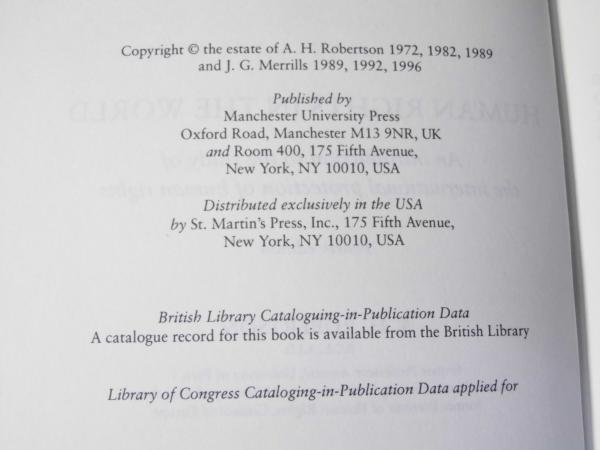 Copyright © the estate of A. H. Robertson 1972, 1982, 1989
and J. G. Merrills 1989, 1992, 1996
Published by
Manchester University Press
Oxford Road, Manchester M13 9NR, UK
and Room 400, 175 Fifth Avenue,
New York, NY 10010, USA
Distributed exclusively in the USA
by St. Martin's Press, Inc., 175 Fifth Avenue,
New York, NY 10010, USA
British Library Cataloguing-in-Publication Data
A catalogue record for this book is available from the British Library
Library of Congress Cataloging-in-Publication Data applied for